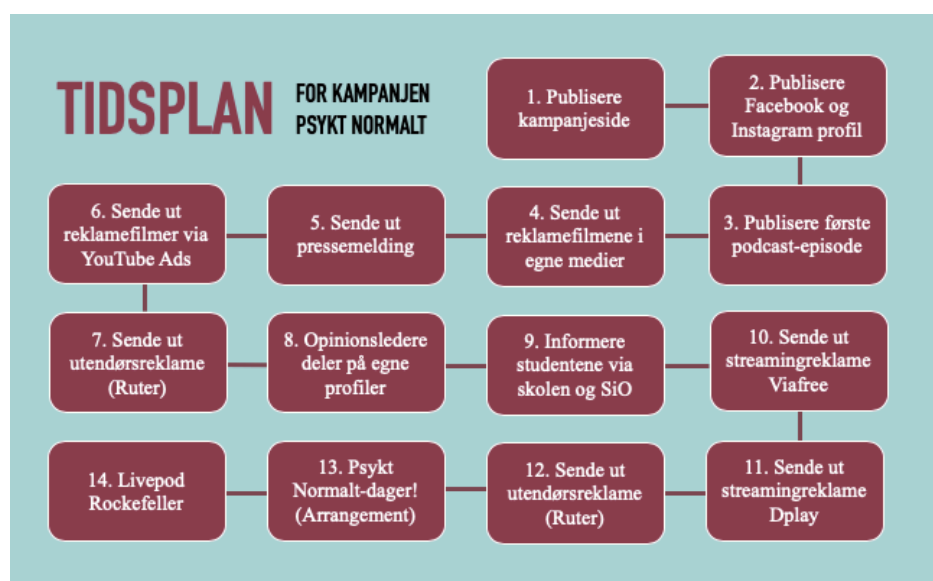 TIDSPLAN
FOR KAMPANJEN
PSYKT NORMALT
1. Publisere
kampanjeside
2. Publisere
Facebook og
Instagram profil
3. Publisere første
podcast-episode
4. Sende ut
reklamefilmene i
egne medier
5. Sende ut
pressemelding
6. Sende ut
reklamefilmer via
YouTube Ads
7. Sende ut
utendørsreklame
(Ruter)
8. Opinionsledere
deler på egne
profiler
9. Informere
studentene via
skolen og SiO
10. Sende ut
streamingreklame
Viafree
11. Sende ut
streamingreklame
Dplay
12. Sende ut
utendørsreklame
(Ruter)
13. Psykt
Normalt-dager!
(Arrangement)
14. Livepod
Rockefeller